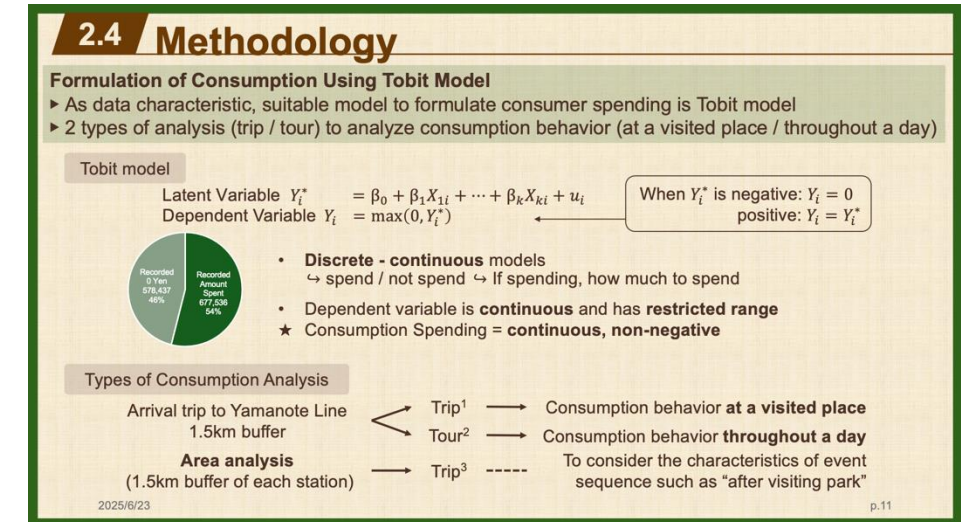 2.4 Methodology
Formulation of Consumption Using Tobit Model
▸ As data characteristic, suitable model to formulate consumer spending is Tobit model
▸ 2 types of analysis (trip / tour) to analyze consumption behavior (at a visited place / throughout a day)
Tobit model
Latent Variable Yᵢ* = β₀ + β₁X₁ᵢ + ⋯ + βₖXₖᵢ + uᵢ
Dependent Variable Yᵢ = max(0, Yᵢ*)
When Yᵢ* is negative: Yᵢ = 0
positive: Yᵢ = Yᵢ*
Recorded
0 Yen
578,437
46%
Recorded
Amount
Spent
677,536
54%
• Discrete - continuous models
↪ spend / not spend ↪ If spending, how much to spend
• Dependent variable is continuous and has restricted range
★ Consumption Spending = continuous, non-negative
Types of Consumption Analysis
Arrival trip to Yamanote Line
1.5km buffer
Trip¹ → Consumption behavior at a visited place
Tour² → Consumption behavior throughout a day
Area analysis
(1.5km buffer of each station)
Trip³ ----- To consider the characteristics of event
sequence such as “after visiting park”
2025/6/23
p.11